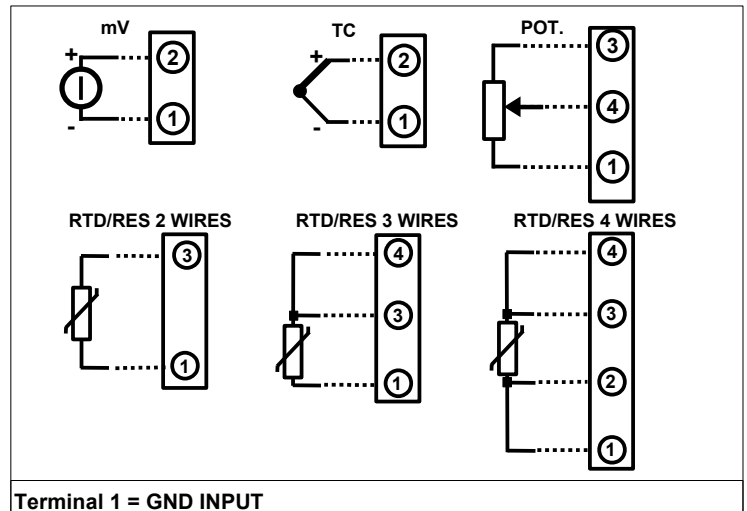 mV
+
2
-
1
TC
+
2
-
1
POT.
3
4
1
RTD/RES 2 WIRES
3
1
RTD/RES 3 WIRES
4
3
1
RTD/RES 4 WIRES
4
3
2
1
Terminal 1 = GND INPUT